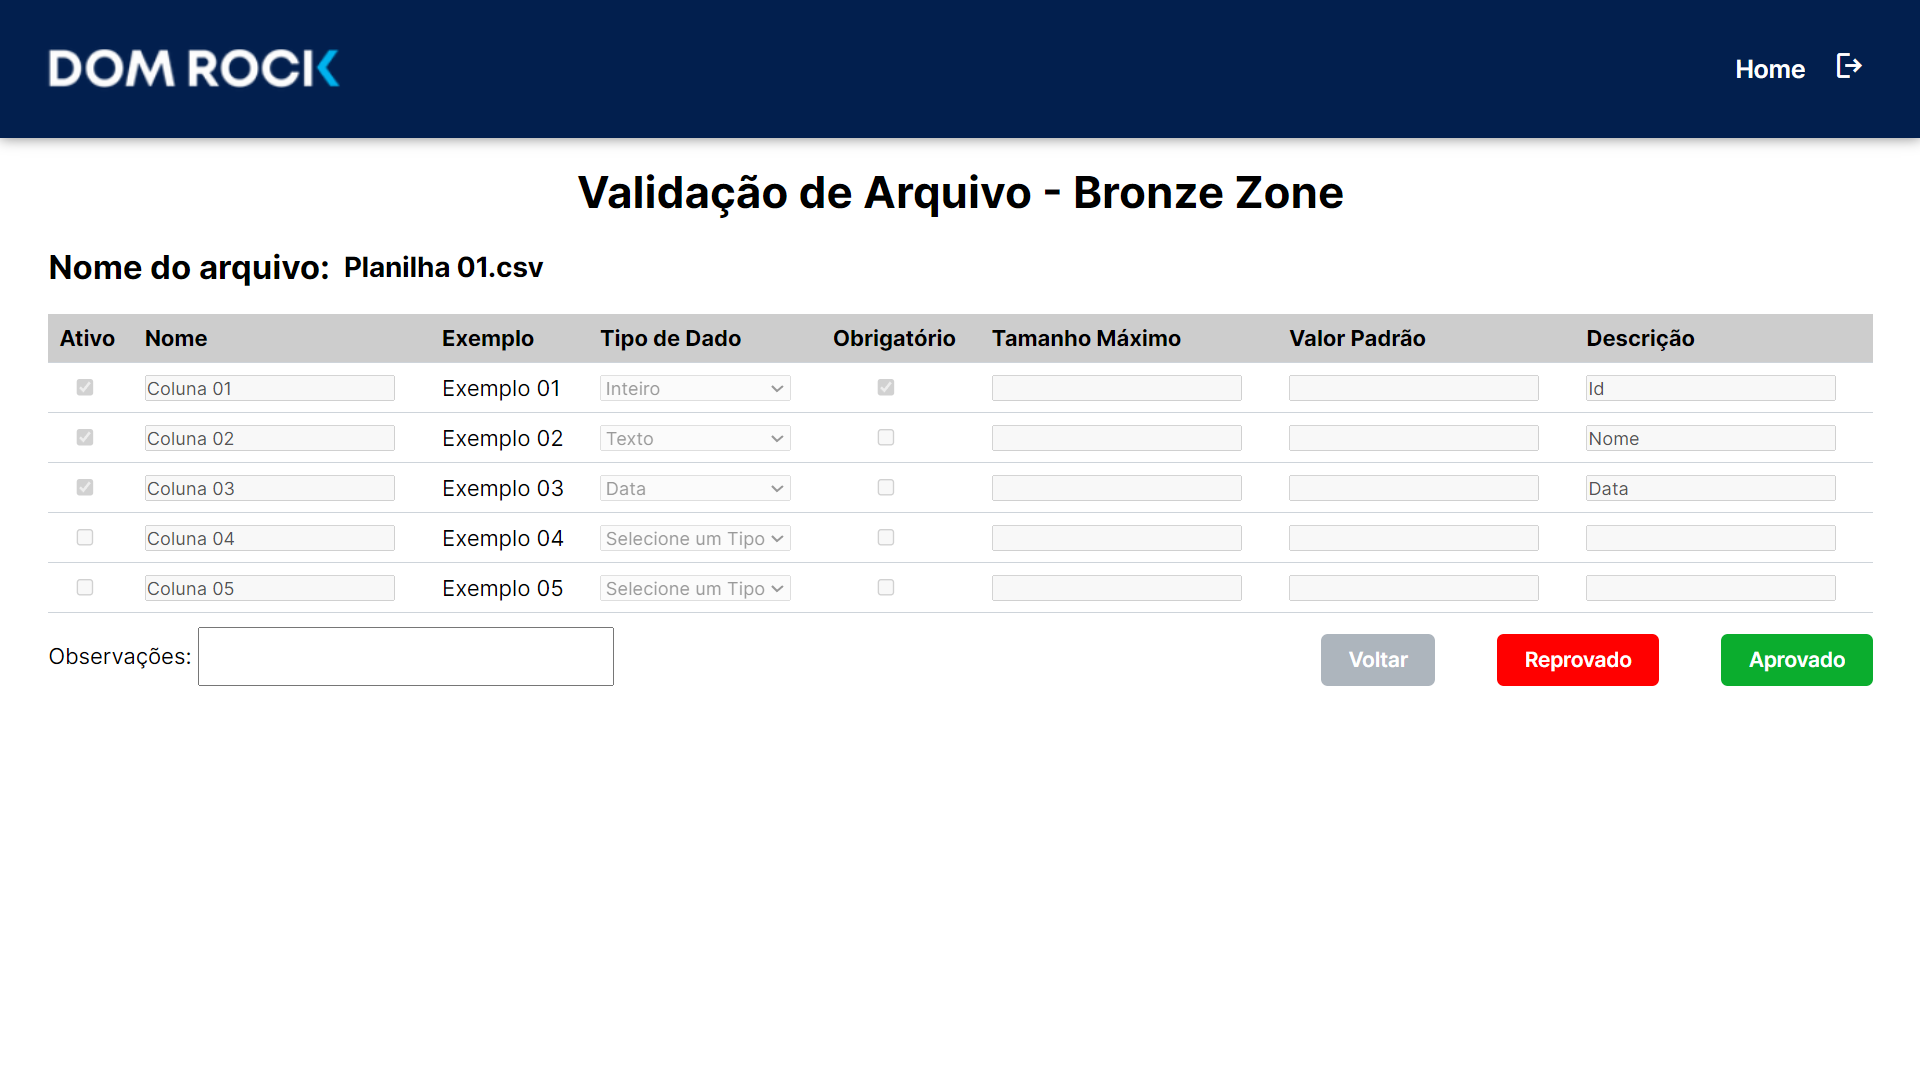 DOM ROCK
Home
Validação de Arquivo - Bronze Zone
Nome do arquivo: Planilha 01.csv
Ativo Nome Exemplo Tipo de Dado Obrigatório Tamanho Máximo Valor Padrão Descrição
Coluna 01 Exemplo 01 Inteiro Id
Coluna 02 Exemplo 02 Texto Nome
Coluna 03 Exemplo 03 Data Data
Coluna 04 Exemplo 04 Selecione um Tipo
Coluna 05 Exemplo 05 Selecione um Tipo
Observações: Voltar Reprovado Aprovado